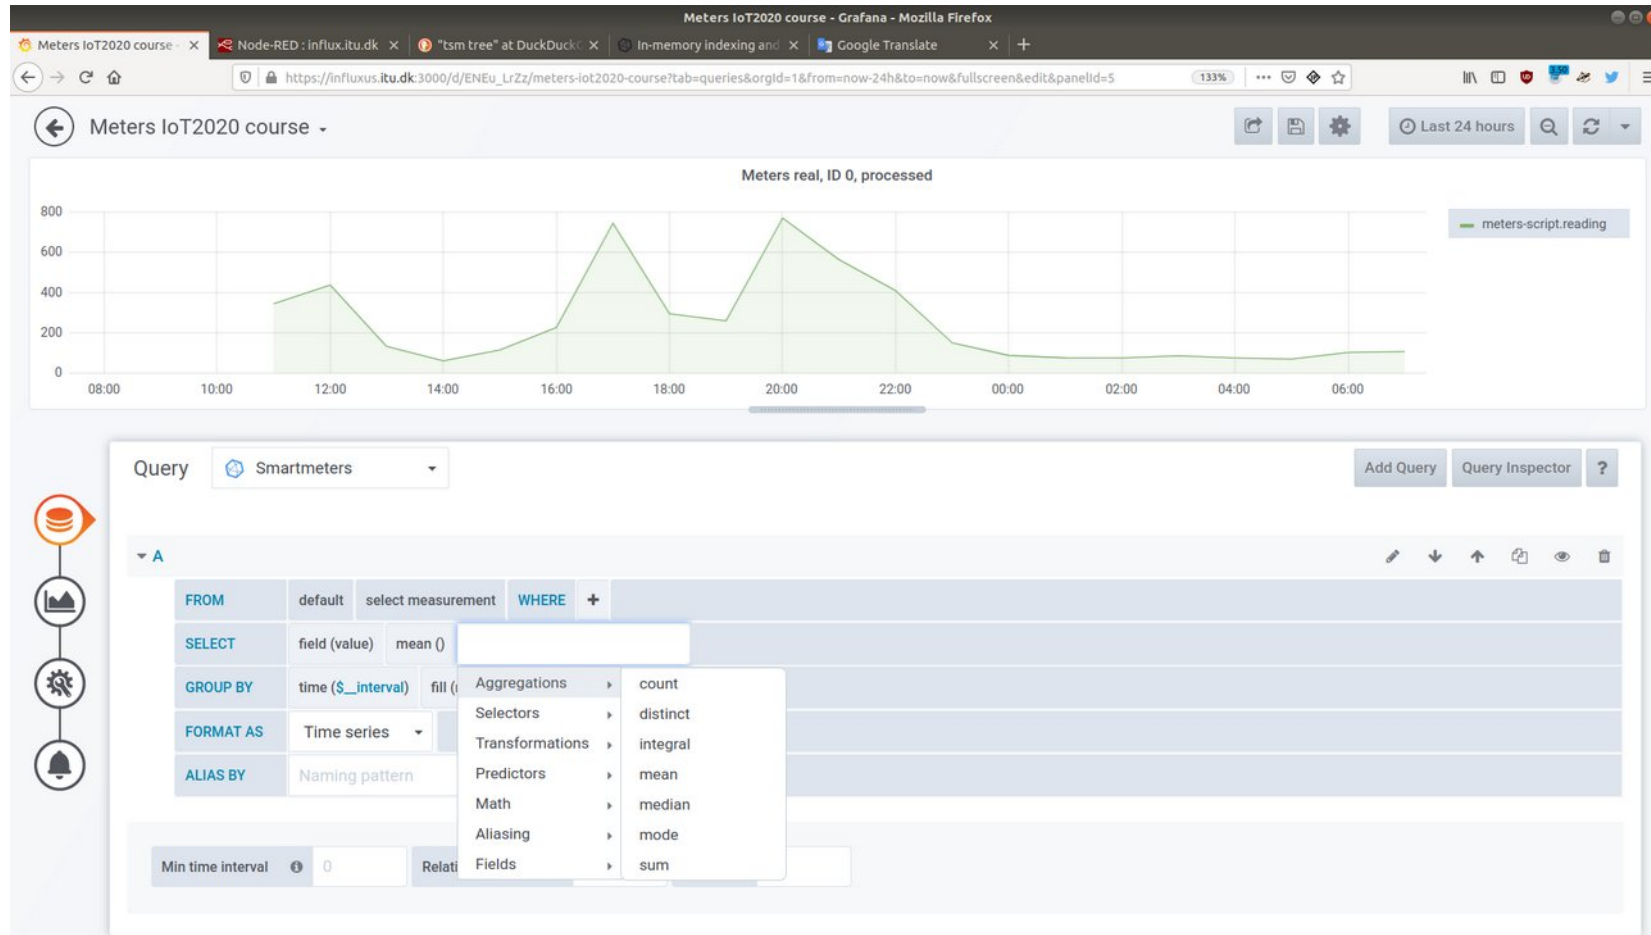 Meters IoT2020 course - Grafana - Mozilla Firefox
Meters IoT2020 course -
Node-RED : influx.itu.dk
"tsm tree" at DuckDuckG
In-memory indexing and
Google Translate
https://influxus.itu.dk:3000/d/ENEu_LrZz/meters-iot2020-course?tab=queries&orgId=1&from=now-24h&to=now&fullscreen&edit&panelId=5
133%
3.50
Meters IoT2020 course
Last 24 hours
Meters real, ID 0, processed
800
600
400
200
0
meters-script.reading
08:00 10:00 12:00 14:00 16:00 18:00 20:00 22:00 00:00 02:00 04:00 06:00
Query Smartmeters Add Query Query Inspector ?
A
FROM default select measurement WHERE +
SELECT field (value) mean ()
GROUP BY time ($__interval) fill (
FORMAT AS Time series
ALIAS BY Naming pattern
Aggregations
Selectors
Transformations
Predictors
Math
Aliasing
Fields
count
distinct
integral
mean
median
mode
sum
Min time interval 0 Relati